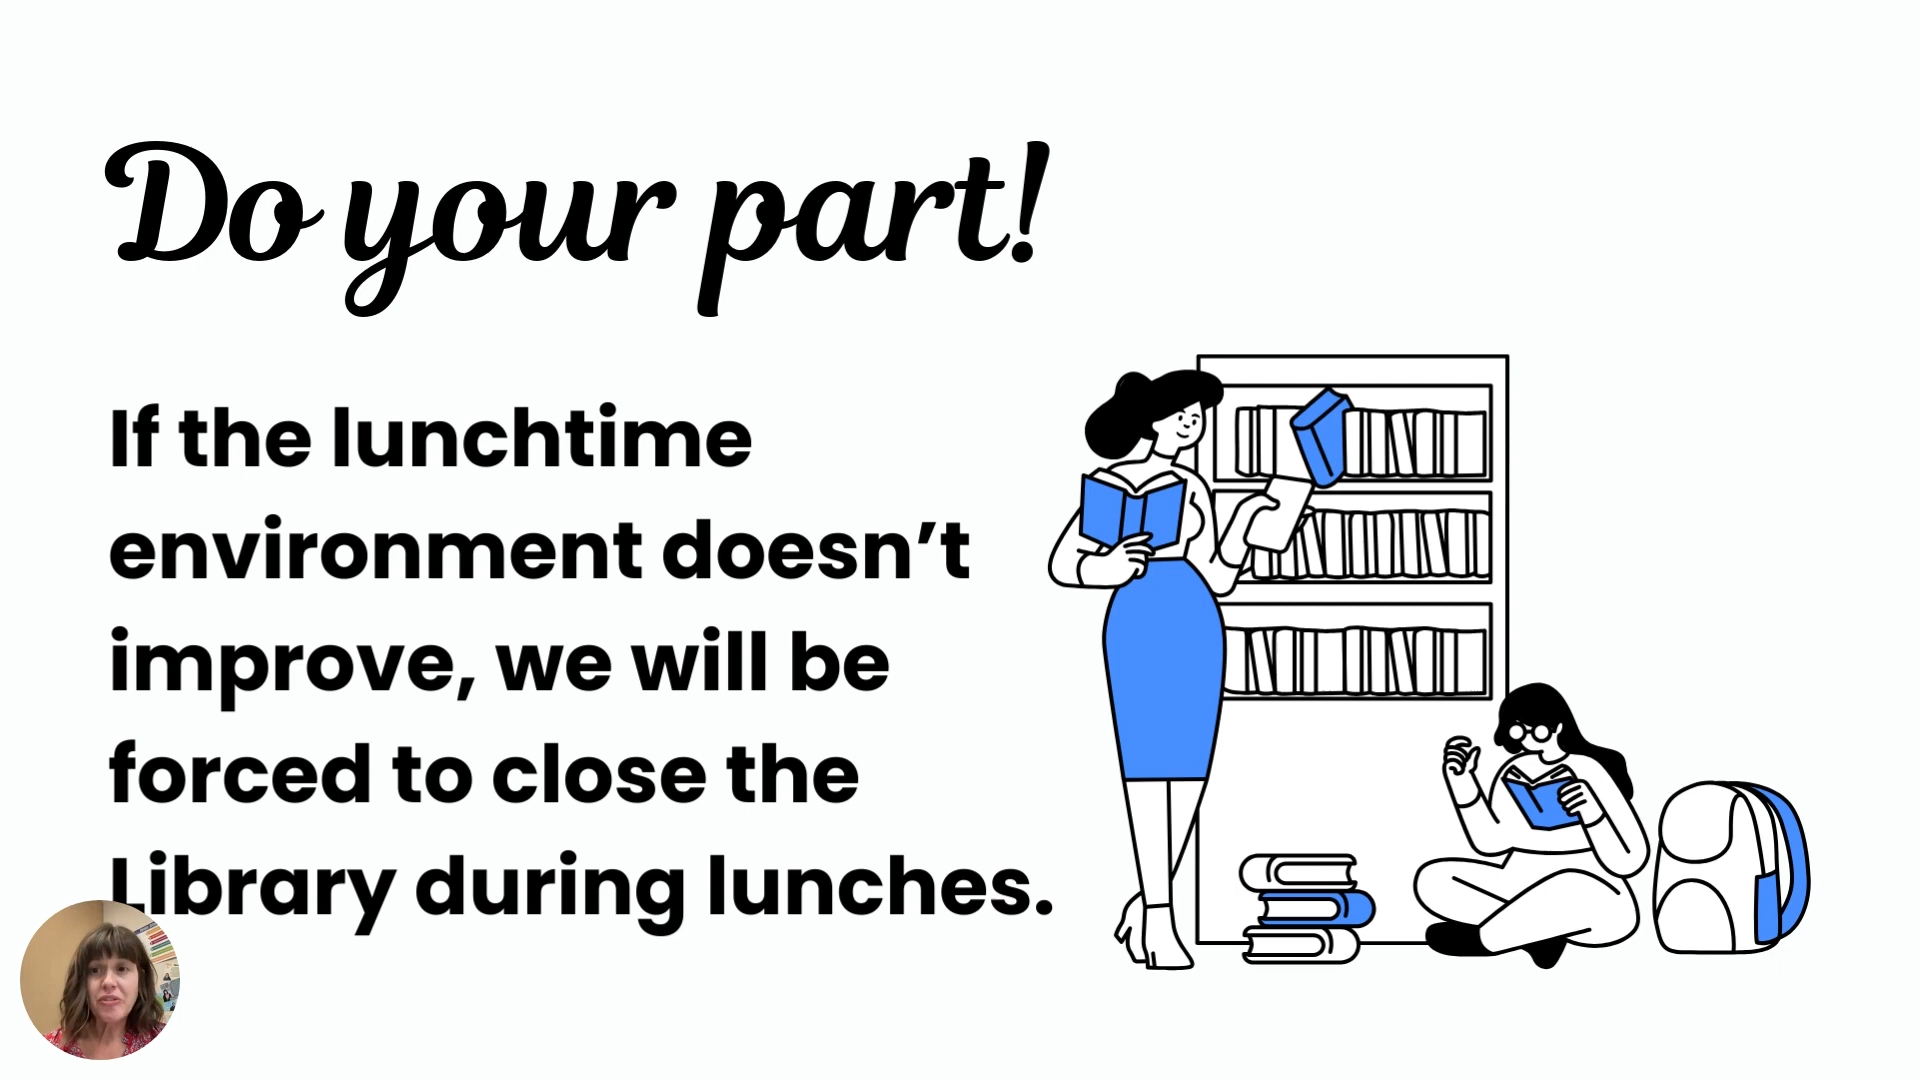 Do your part!
If the lunchtime
environment doesn’t
improve, we will be
forced to close the
Library during lunches.